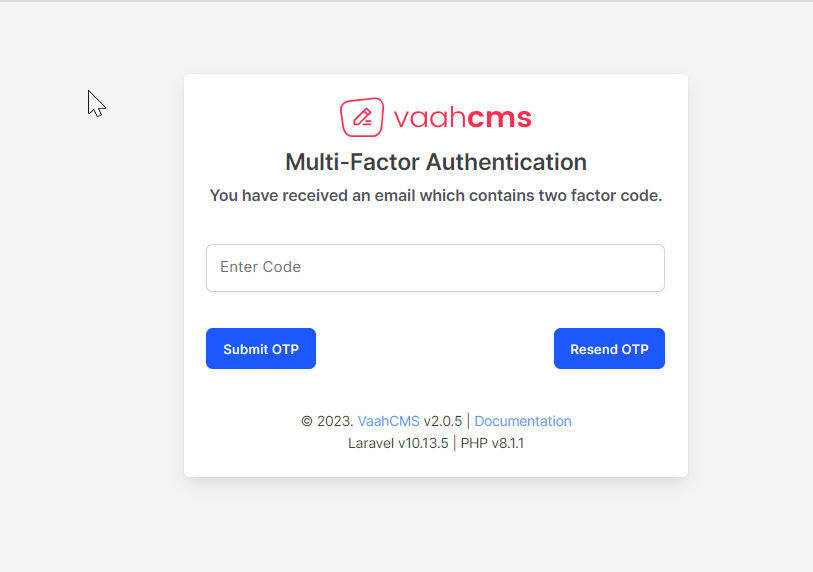 vaahcms
Multi-Factor Authentication
You have received an email which contains two factor code.
Enter Code
Submit OTP
Resend OTP
© 2023. VaahCMS v2.0.5 | Documentation
Laravel v10.13.5 | PHP v8.1.1